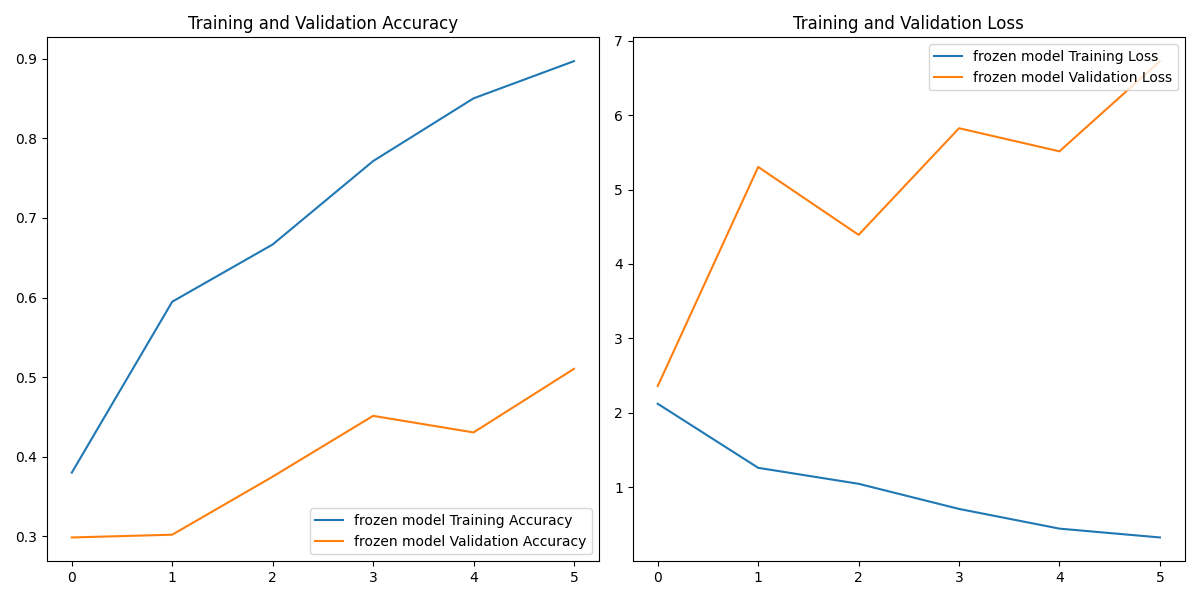 Training and Validation Accuracy
0.9
0.8
0.7
0.6
0.5
0.4
0.3
0 1 2 3 4 5
frozen model Training Accuracy
frozen model Validation Accuracy
Training and Validation Loss
7
6
5
4
3
2
1
0 1 2 3 4 5
frozen model Training Loss
frozen model Validation Loss